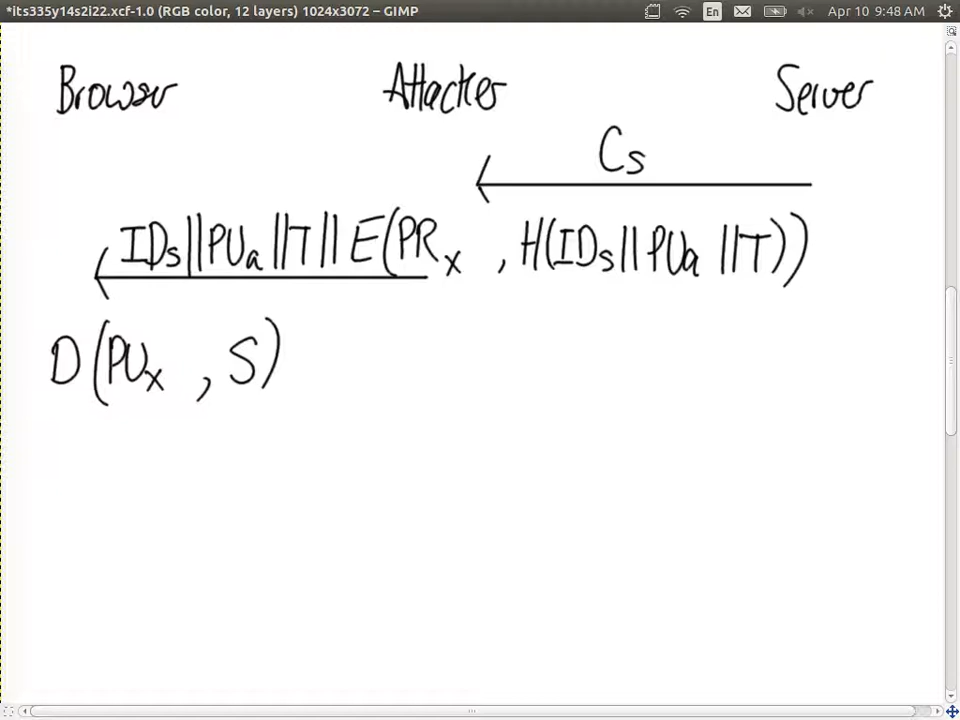 *its335y14s2i22.xcf-1.0 (RGB color, 12 layers) 1024x3072 – GIMP En Apr 10 9:48 AM
Browser Attacker Server
Cs
IDs||PUa||T||E(PRx , H(IDs||PUa||T))
D(PUx , S)